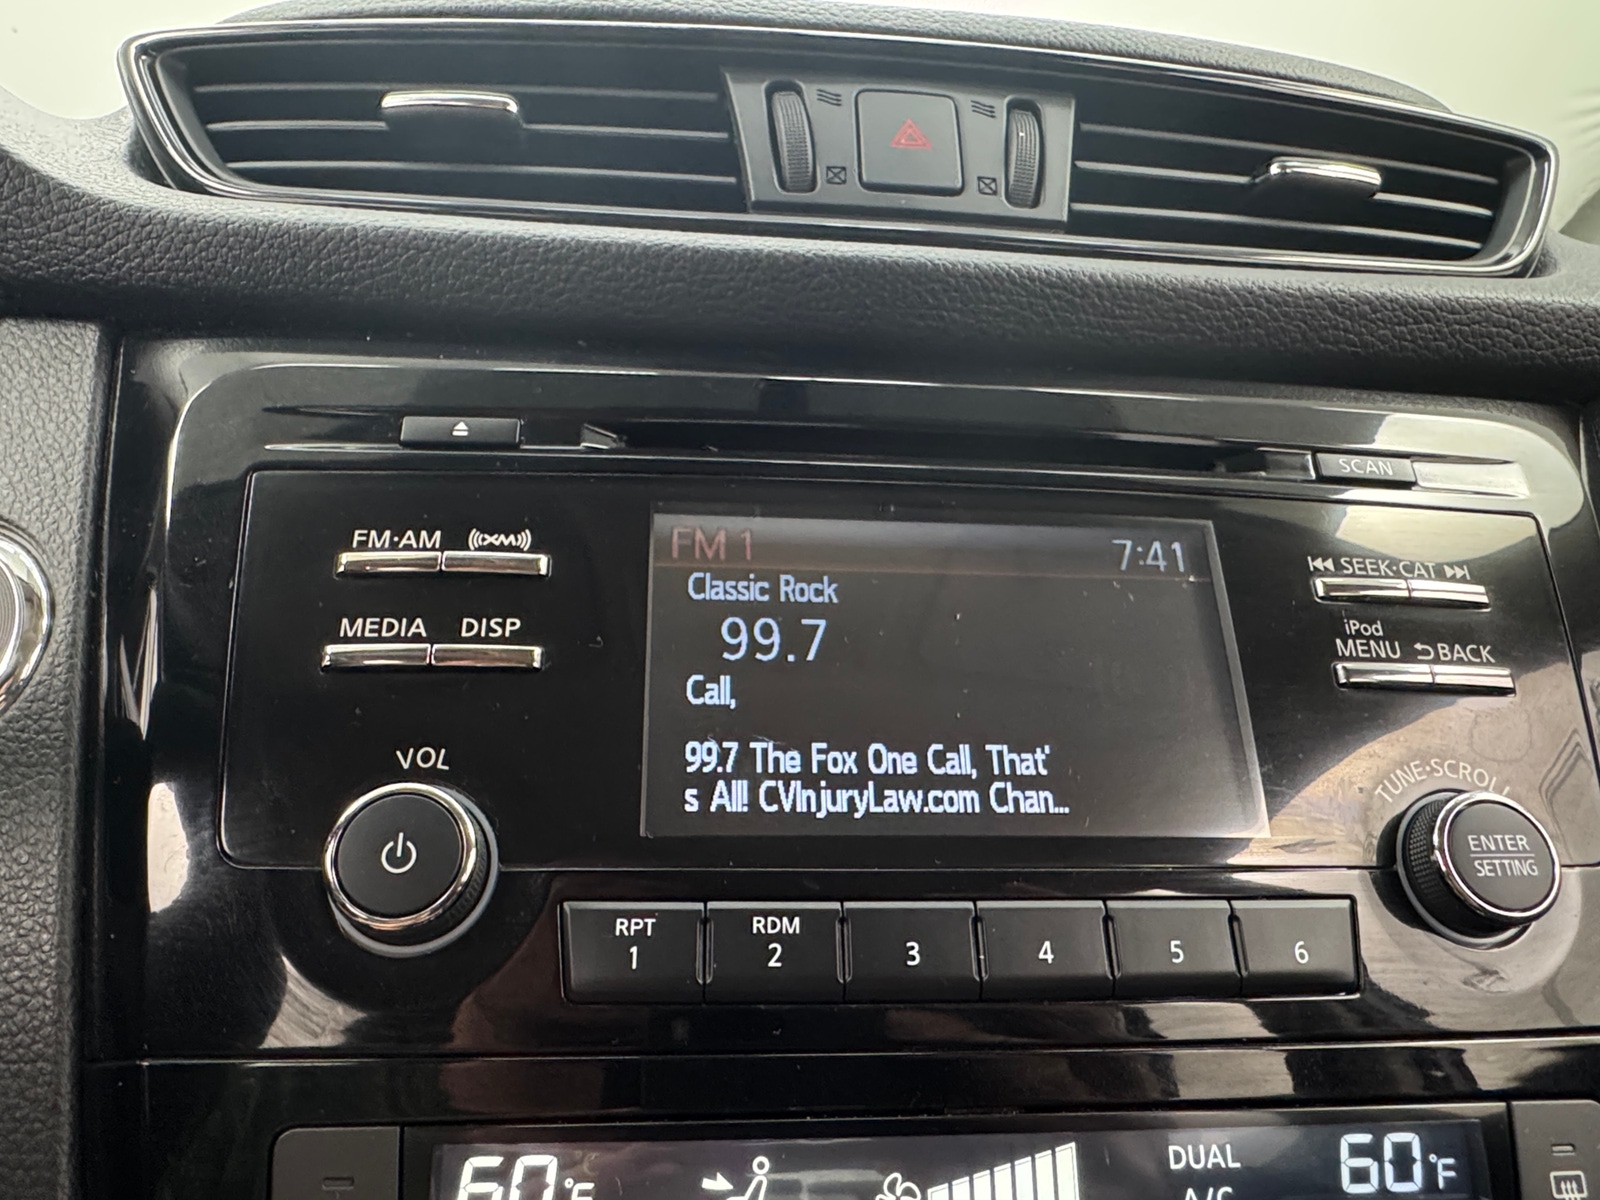 SCAN
FM·AM
((XM))
SEEK·CAT
MEDIA
DISP
iPod
MENU
BACK
FM 1
7:41
Classic Rock
99.7
Call,
99.7 The Fox One Call, That'
s All! CVInjuryLaw.com Chan...
VOL
TUNE·SCROLL
ENTER
SETTING
RPT
1
RDM
2
3
4
5
6
60°F
DUAL
A/C
60°F